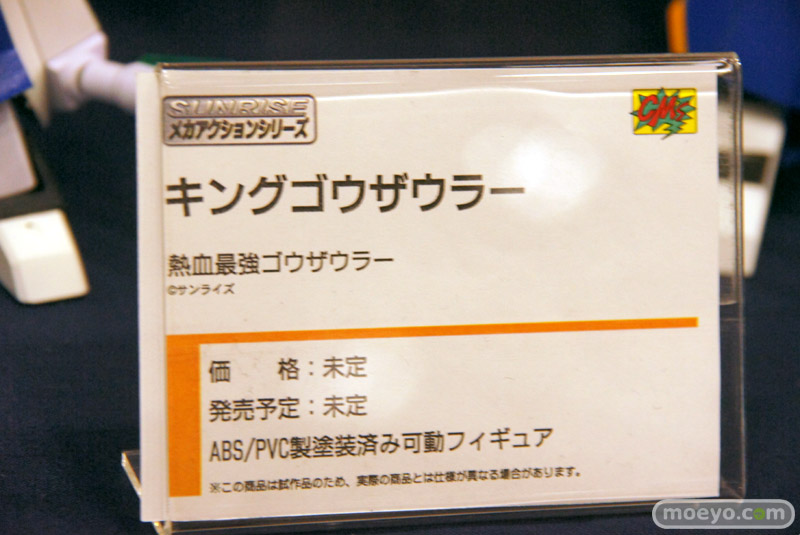 SUNRISE
メカアクションシリーズ
CM's
キングゴウザウラー
熱血最強ゴウザウラー
©サンライズ
価　　格：未定
発売予定：未定
ABS/PVC製塗装済み可動フィギュア
※この商品は試作品のため、実際の商品とは仕様が異なる場合があります。
moeyo.com